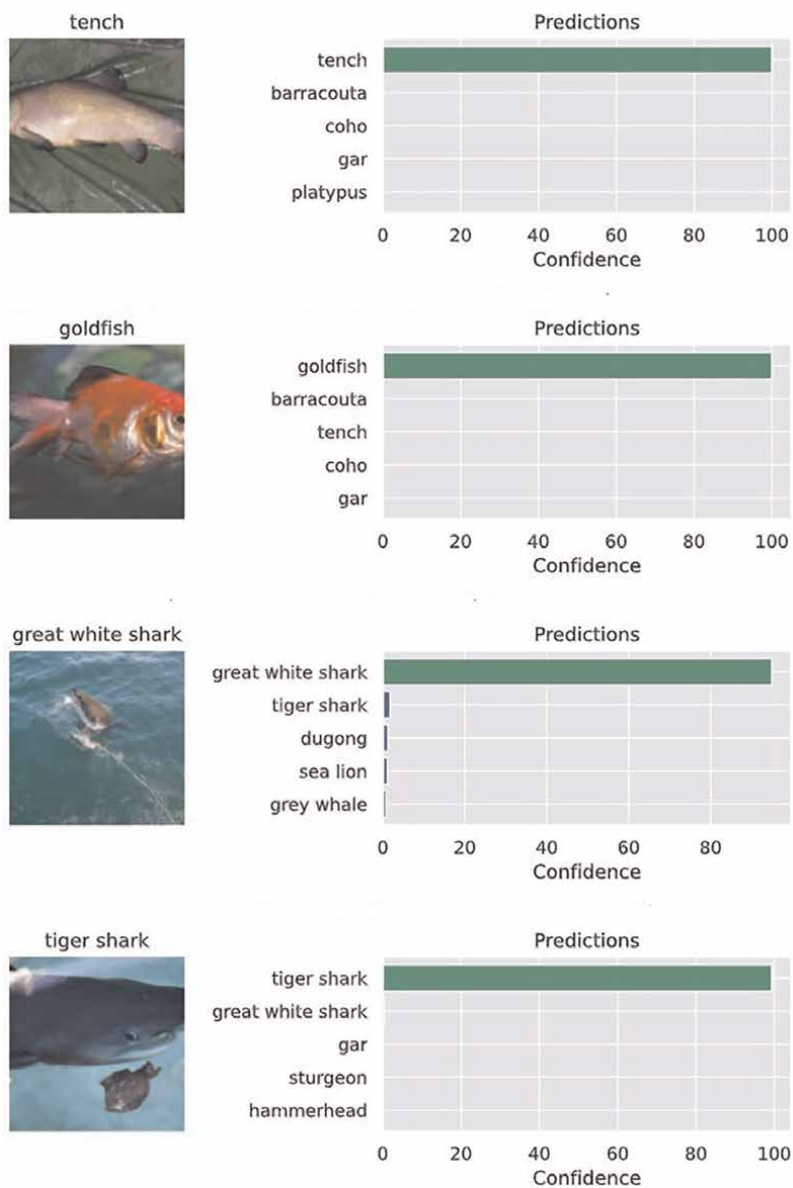 tench
Predictions
tench
barracouta
coho
gar
platypus
0 20 40 60 80 100
Confidence
goldfish
Predictions
goldfish
barracouta
tench
coho
gar
0 20 40 60 80 100
Confidence
great white shark
Predictions
great white shark
tiger shark
dugong
sea lion
grey whale
0 20 40 60 80
Confidence
tiger shark
Predictions
tiger shark
great white shark
gar
sturgeon
hammerhead
0 20 40 60 80 100
Confidence